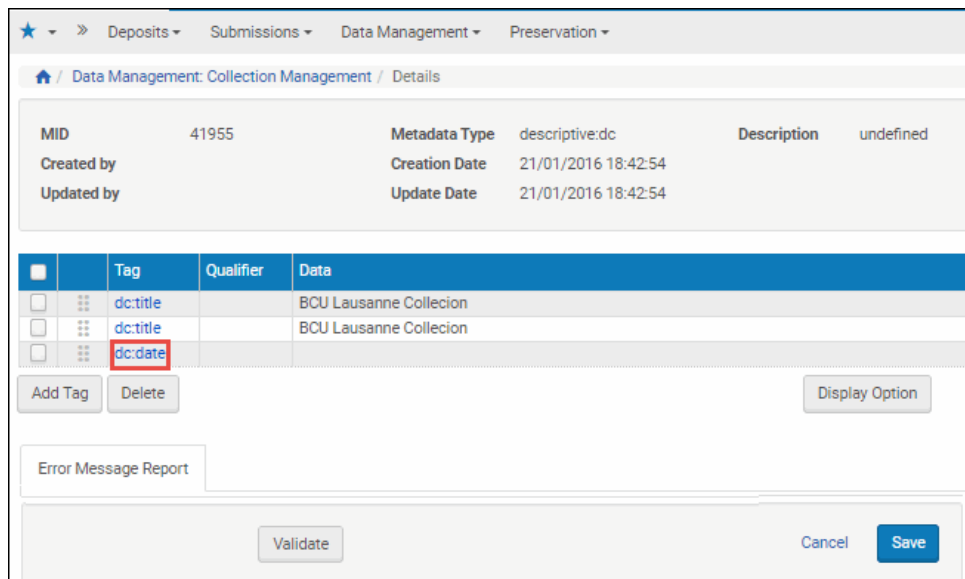 Deposits Submissions Data Management Preservation
/ Data Management: Collection Management / Details
MID 41955 Metadata Type descriptive:dc Description undefined
Created by Creation Date 21/01/2016 18:42:54
Updated by Update Date 21/01/2016 18:42:54
Tag Qualifier Data
dc:title BCU Lausanne Collecion
dc:title BCU Lausanne Collecion
dc:date
Add Tag Delete Display Option
Error Message Report
Validate Cancel Save